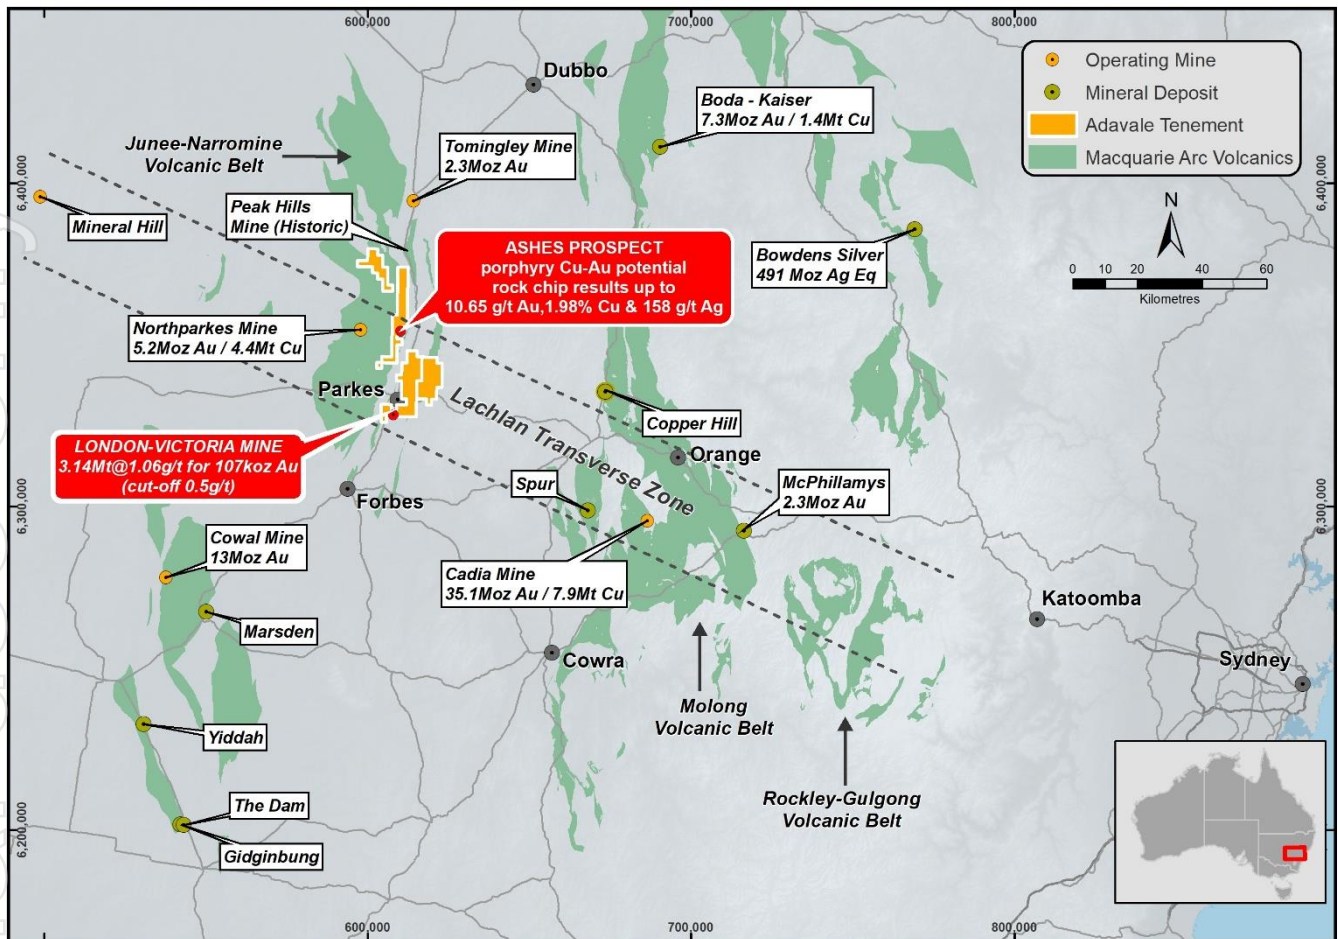 600,000
700,000
800,000
Operating Mine
Mineral Deposit
Adavale Tenement
Macquarie Arc Volcanics
Dubbo
Boda - Kaiser
7.3Moz Au / 1.4Mt Cu
Junee-Narromine
Volcanic Belt
Tomingley Mine
2.3Moz Au
6,400,000
6,400,000
Mineral Hill
Peak Hills
Mine (Historic)
N
Bowdens Silver
491 Moz Ag Eq
0 10 20 40 60
Kilometres
ASHES PROSPECT
porphyry Cu-Au potential
rock chip results up to
10.65 g/t Au,1.98% Cu & 158 g/t Ag
Northparkes Mine
5.2Moz Au / 4.4Mt Cu
Parkes
Lachlan Transverse Zone
Copper Hill
LONDON-VICTORIA MINE
3.14Mt@1.06g/t for 107koz Au
(cut-off 0.5g/t)
Orange
Forbes
Spur
McPhillamys
2.3Moz Au
6,300,000
6,300,000
Cowal Mine
13Moz Au
Cadia Mine
35.1Moz Au / 7.9Mt Cu
Marsden
Katoomba
Cowra
Sydney
Molong
Volcanic Belt
Yiddah
Rockley-Gulgong
Volcanic Belt
The Dam
6,200,000
Gidginbung
600,000
700,000
800,000